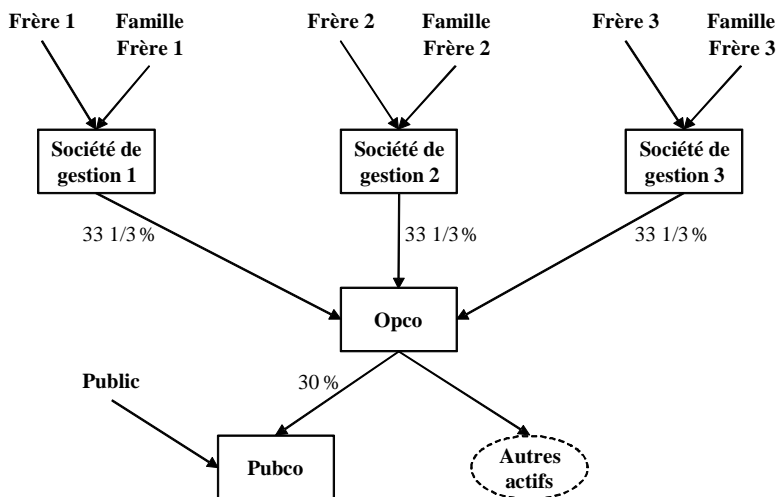 Frère 1
Famille
Frère 1
Frère 2
Famille
Frère 2
Frère 3
Famille
Frère 3
Société de
gestion 1
Société de
gestion 2
Société de
gestion 3
33 1/3 %
33 1/3 %
33 1/3 %
Opco
Public
30 %
Pubco
Autres
actifs